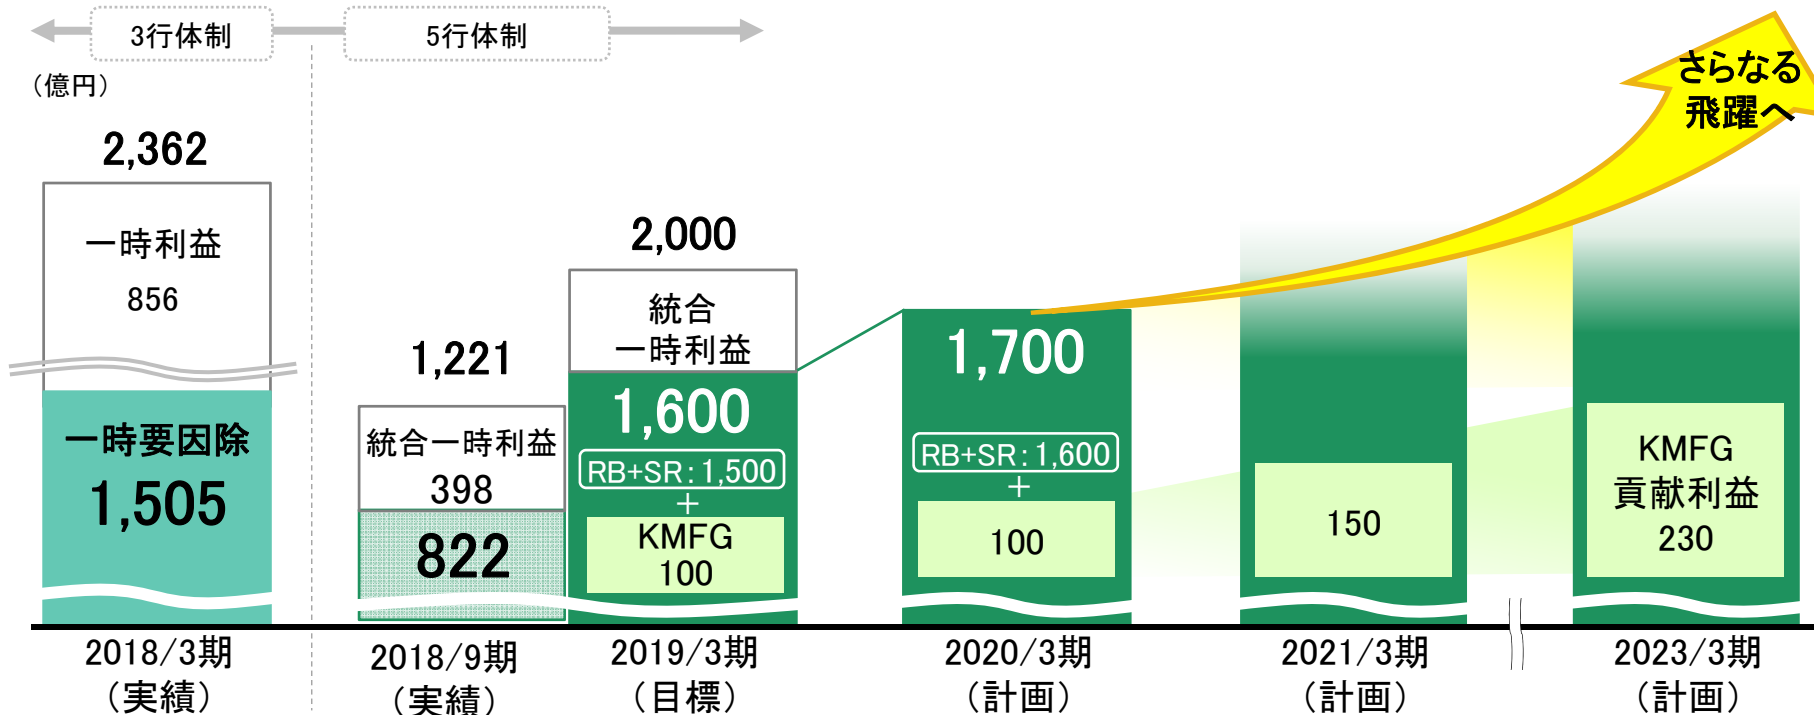 3行体制
5行体制
（億円）
さらなる
飛躍へ
2,362
一時利益
856
一時要因除
1,505
1,221
統合一時利益
398
822
2,000
統合
一時利益
1,600
RB+SR：1,500
+
KMFG
100
1,700
RB+SR：1,600
+
100
150
KMFG
貢献利益
230
2018/3期
（実績）
2018/9期
（実績）
2019/3期
（目標）
2020/3期
（計画）
2021/3期
（計画）
2023/3期
（計画）